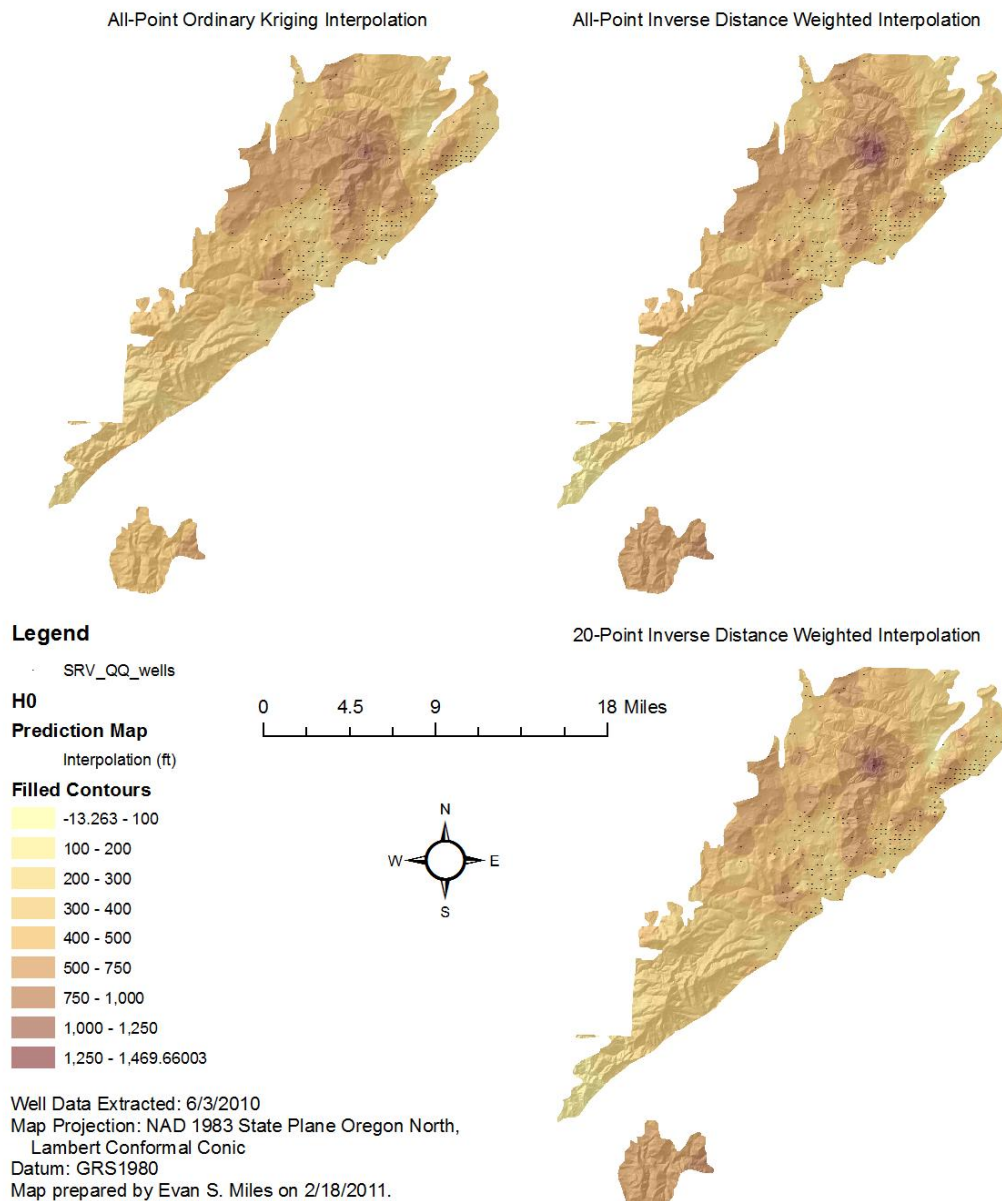 All-Point Ordinary Kriging Interpolation
All-Point Inverse Distance Weighted Interpolation
Legend
SRV_QQ_wells
H0
Prediction Map
Interpolation (ft)
Filled Contours
-13.263 - 100
100 - 200
200 - 300
300 - 400
400 - 500
500 - 750
750 - 1,000
1,000 - 1,250
1,250 - 1,469.66003
0 4.5 9 18 Miles
N
W E
S
20-Point Inverse Distance Weighted Interpolation
Well Data Extracted: 6/3/2010
Map Projection: NAD 1983 State Plane Oregon North,
Lambert Conformal Conic
Datum: GRS1980
Map prepared by Evan S. Miles on 2/18/2011.